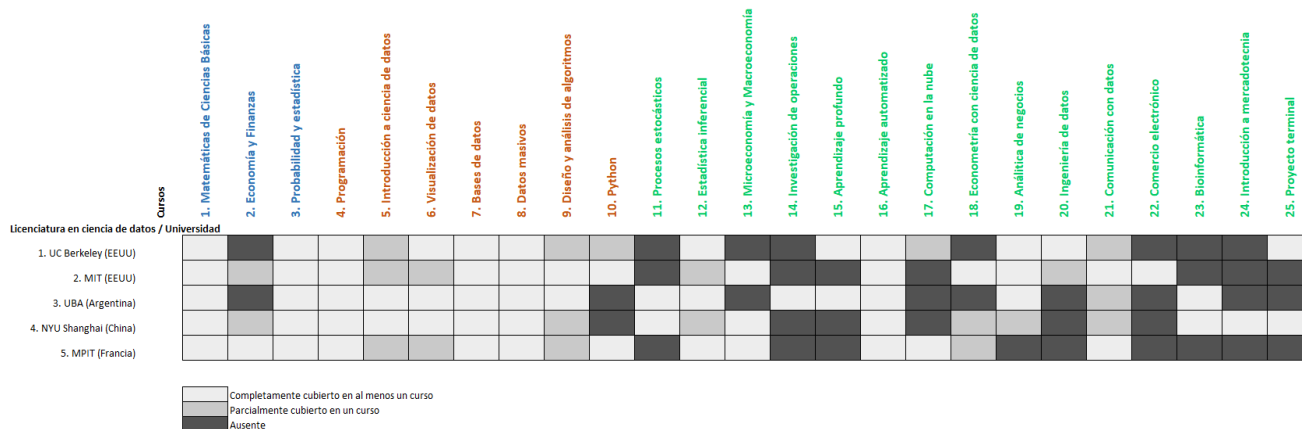 Cursos
1. Matemáticas de Ciencias Básicas
2. Economía y Finanzas
3. Probabilidad y estadística
4. Programación
5. Introducción a ciencia de datos
6. Visualización de datos
7. Bases de datos
8. Datos masivos
9. Diseño y análisis de algoritmos
10. Python
11. Procesos estocásticos
12. Estadística inferencial
13. Microeconomía y Macroeconomía
14. Investigación de operaciones
15. Aprendizaje profundo
16. Aprendizaje automatizado
17. Computación en la nube
18. Econometría con ciencia de datos
19. Análitica de negocios
20. Ingeniería de datos
21. Comunicación con datos
22. Comercio electrónico
23. Bioinformática
24. Introducción a mercadotecnia
25. Proyecto terminal
Licenciatura en ciencia de datos / Universidad
1. UC Berkeley (EEUU)
2. MIT (EEUU)
3. UBA (Argentina)
4. NYU Shanghai (China)
5. MPIT (Francia)
Completamente cubierto en al menos un curso
Parcialmente cubierto en un curso
Ausente